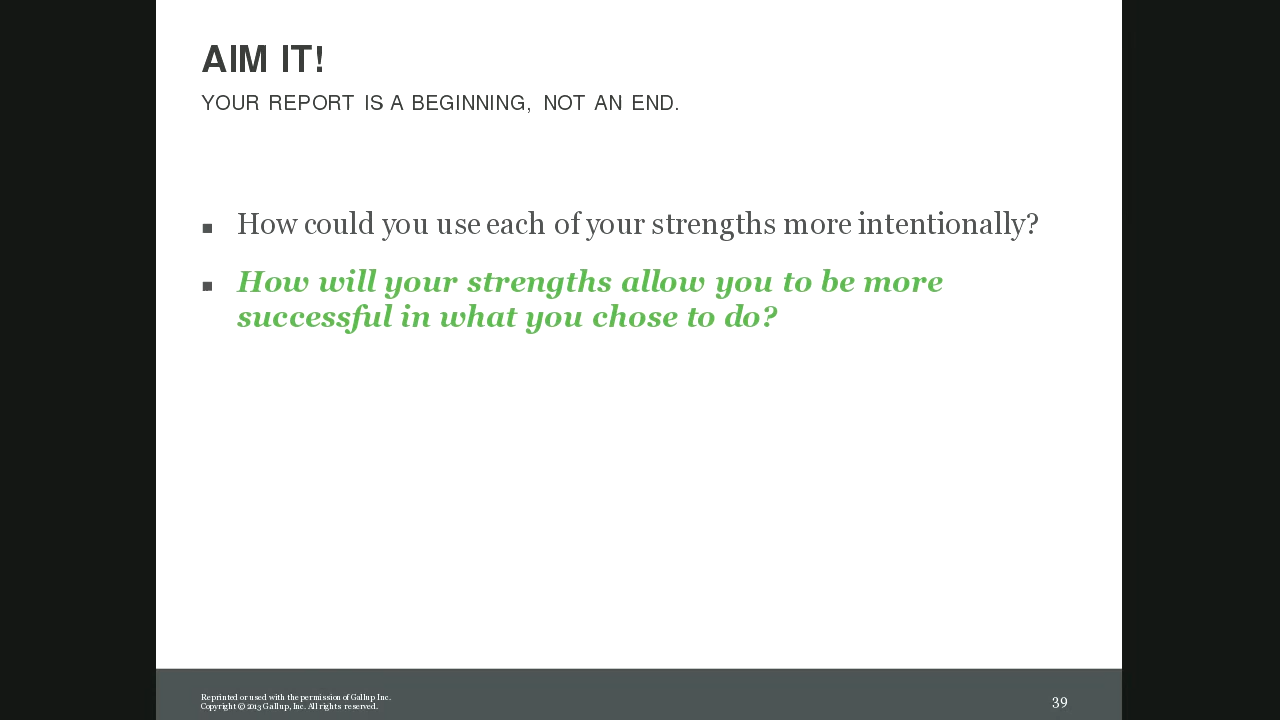 AIM IT!
YOUR REPORT IS A BEGINNING, NOT AN END.
How could you use each of your strengths more intentionally?
How will your strengths allow you to be more
successful in what you chose to do?
Reprinted or used with the permission of Gallup Inc.
Copyright © 2013 Gallup, Inc. All rights reserved.
39